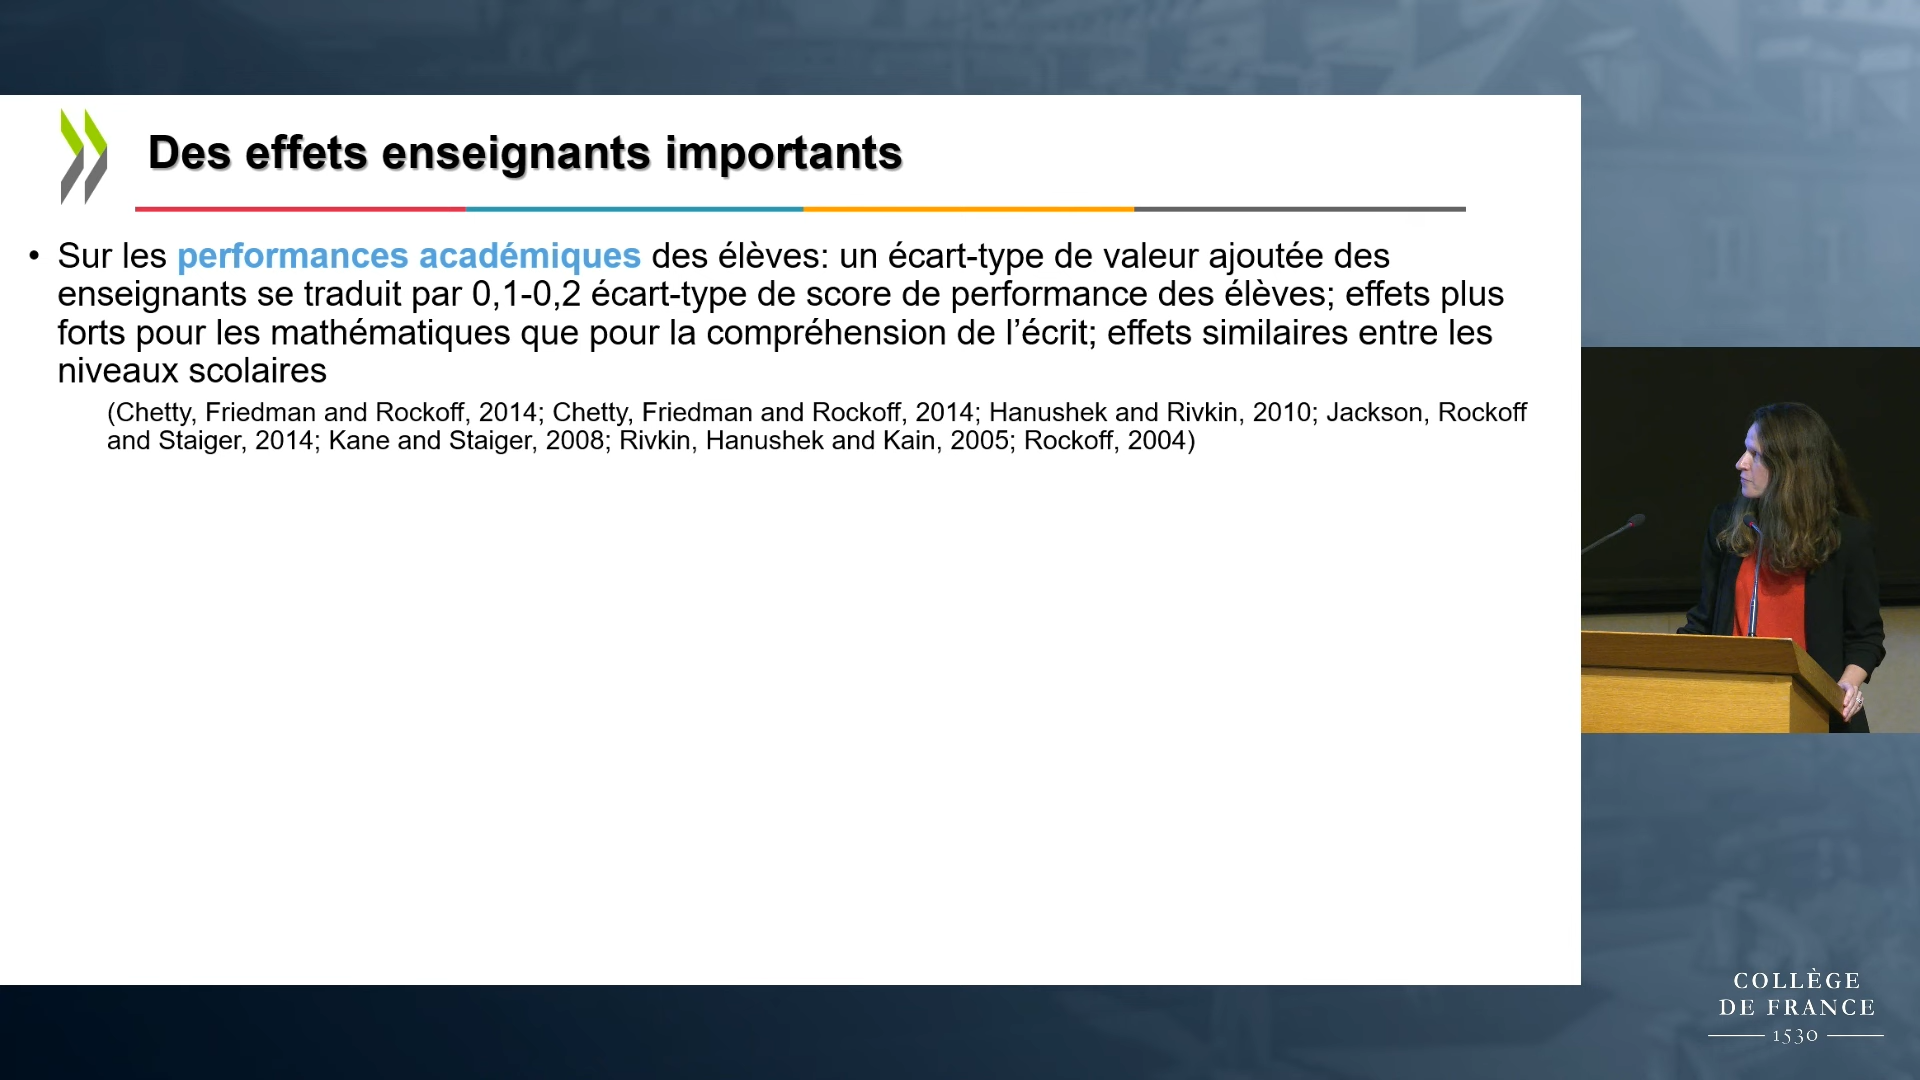 Des effets enseignants importants
• Sur les performances académiques des élèves: un écart-type de valeur ajoutée des
enseignants se traduit par 0,1-0,2 écart-type de score de performance des élèves; effets plus
forts pour les mathématiques que pour la compréhension de l’écrit; effets similaires entre les
niveaux scolaires
(Chetty, Friedman and Rockoff, 2014; Chetty, Friedman and Rockoff, 2014; Hanushek and Rivkin, 2010; Jackson, Rockoff
and Staiger, 2014; Kane and Staiger, 2008; Rivkin, Hanushek and Kain, 2005; Rockoff, 2004)
COLLÈGE
DE FRANCE
1530